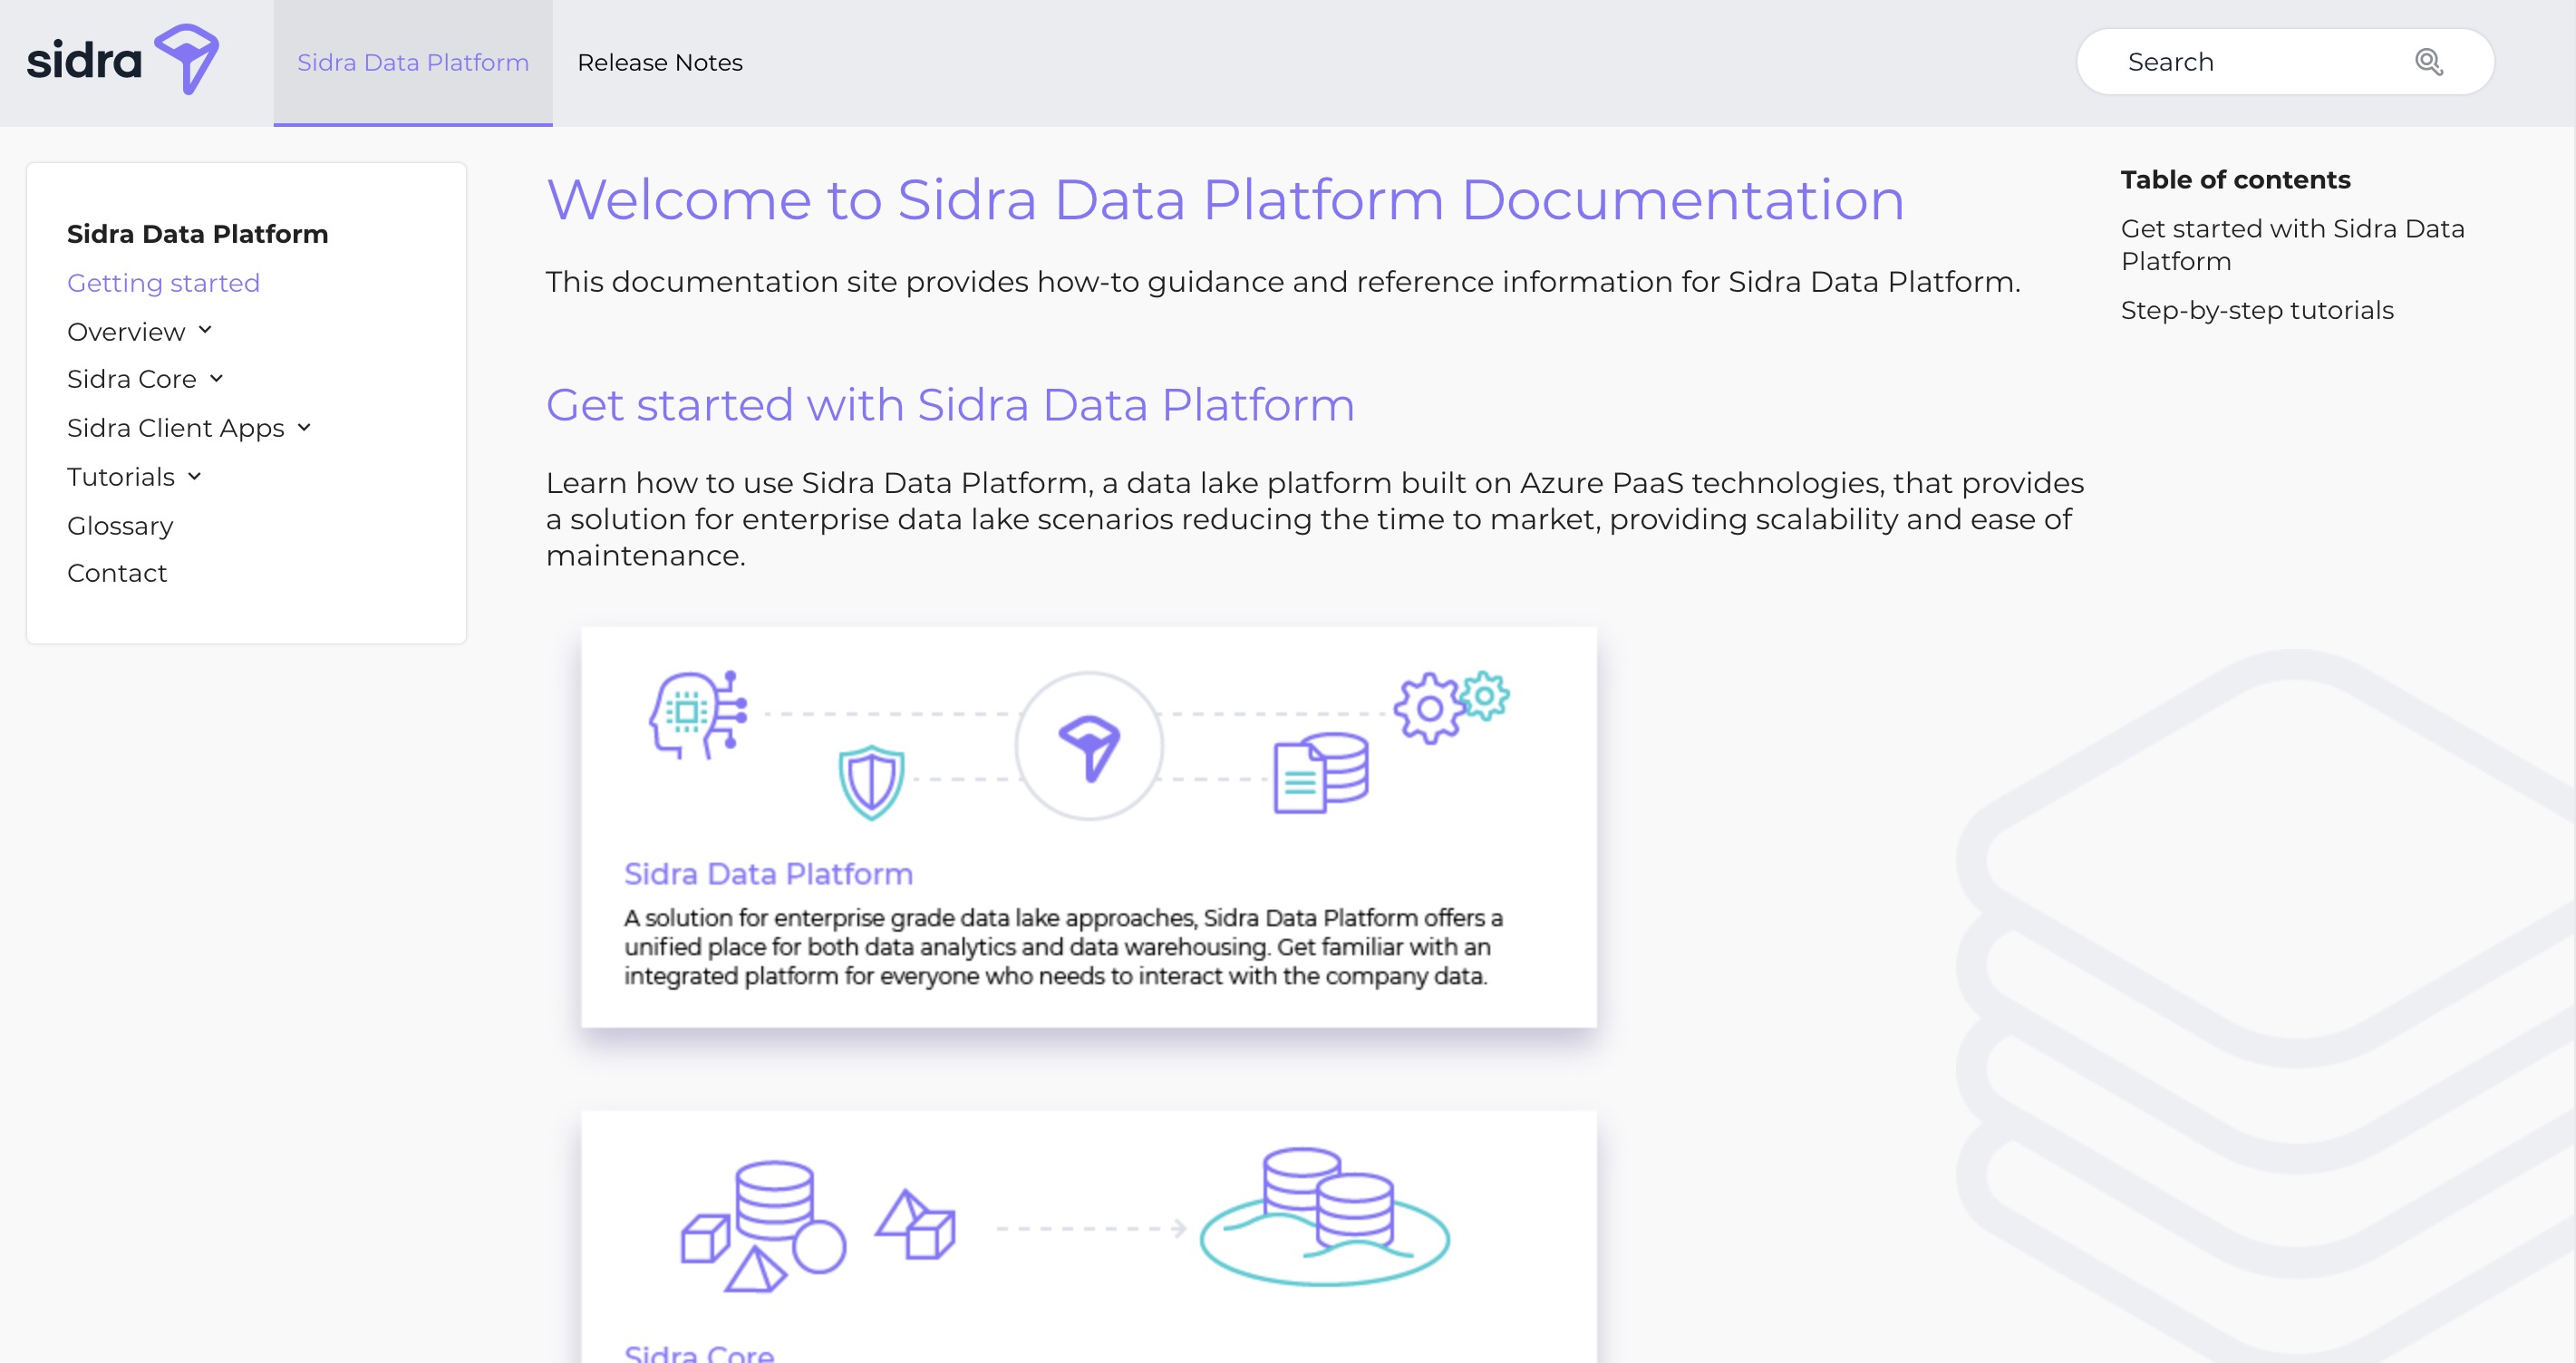 sidra
Sidra Data Platform
Release Notes
Search
Sidra Data Platform
Getting started
Overview
Sidra Core
Sidra Client Apps
Tutorials
Glossary
Contact
Welcome to Sidra Data Platform Documentation
This documentation site provides how-to guidance and reference information for Sidra Data Platform.
Get started with Sidra Data Platform
Learn how to use Sidra Data Platform, a data lake platform built on Azure PaaS technologies, that provides
a solution for enterprise data lake scenarios reducing the time to market, providing scalability and ease of
maintenance.
Sidra Data Platform
A solution for enterprise grade data lake approaches, Sidra Data Platform offers a
unified place for both data analytics and data warehousing. Get familiar with an
integrated platform for everyone who needs to interact with the company data.
Sidra Core
Table of contents
Get started with Sidra Data
Platform
Step-by-step tutorials